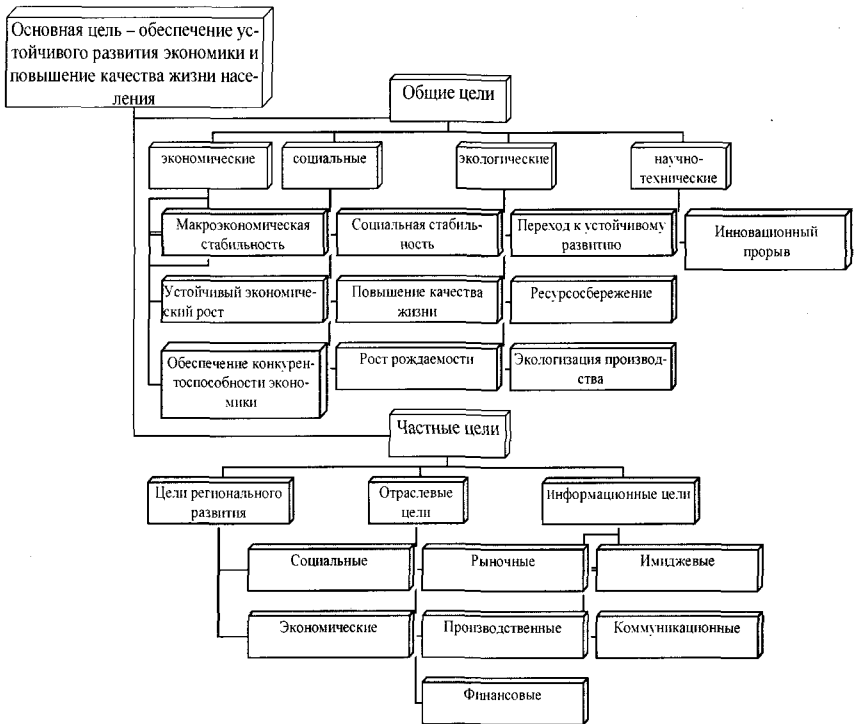 Основная цель – обеспечение ус-
тойчивого развития экономики и
повышение качества жизни насе-
ления
Общие цели
экономические
социальные
экологические
научно-
технические
Макроэкономическая
стабильность
Социальная стабиль-
ность
Переход к устойчивому
развитию
Инновационный
прорыв
Устойчивый экономиче-
ский рост
Повышение качества
жизни
Ресурсосбережение
Обеспечение конкурен-
тоспособности эконо-
мики
Рост рождаемости
Экологизация производ-
ства
Частные цели
Цели регионального
развития
Отраслевые
цели
Информационные цели
Социальные
Рыночные
Имиджевые
Экономические
Производственные
Коммуникационные
Финансовые